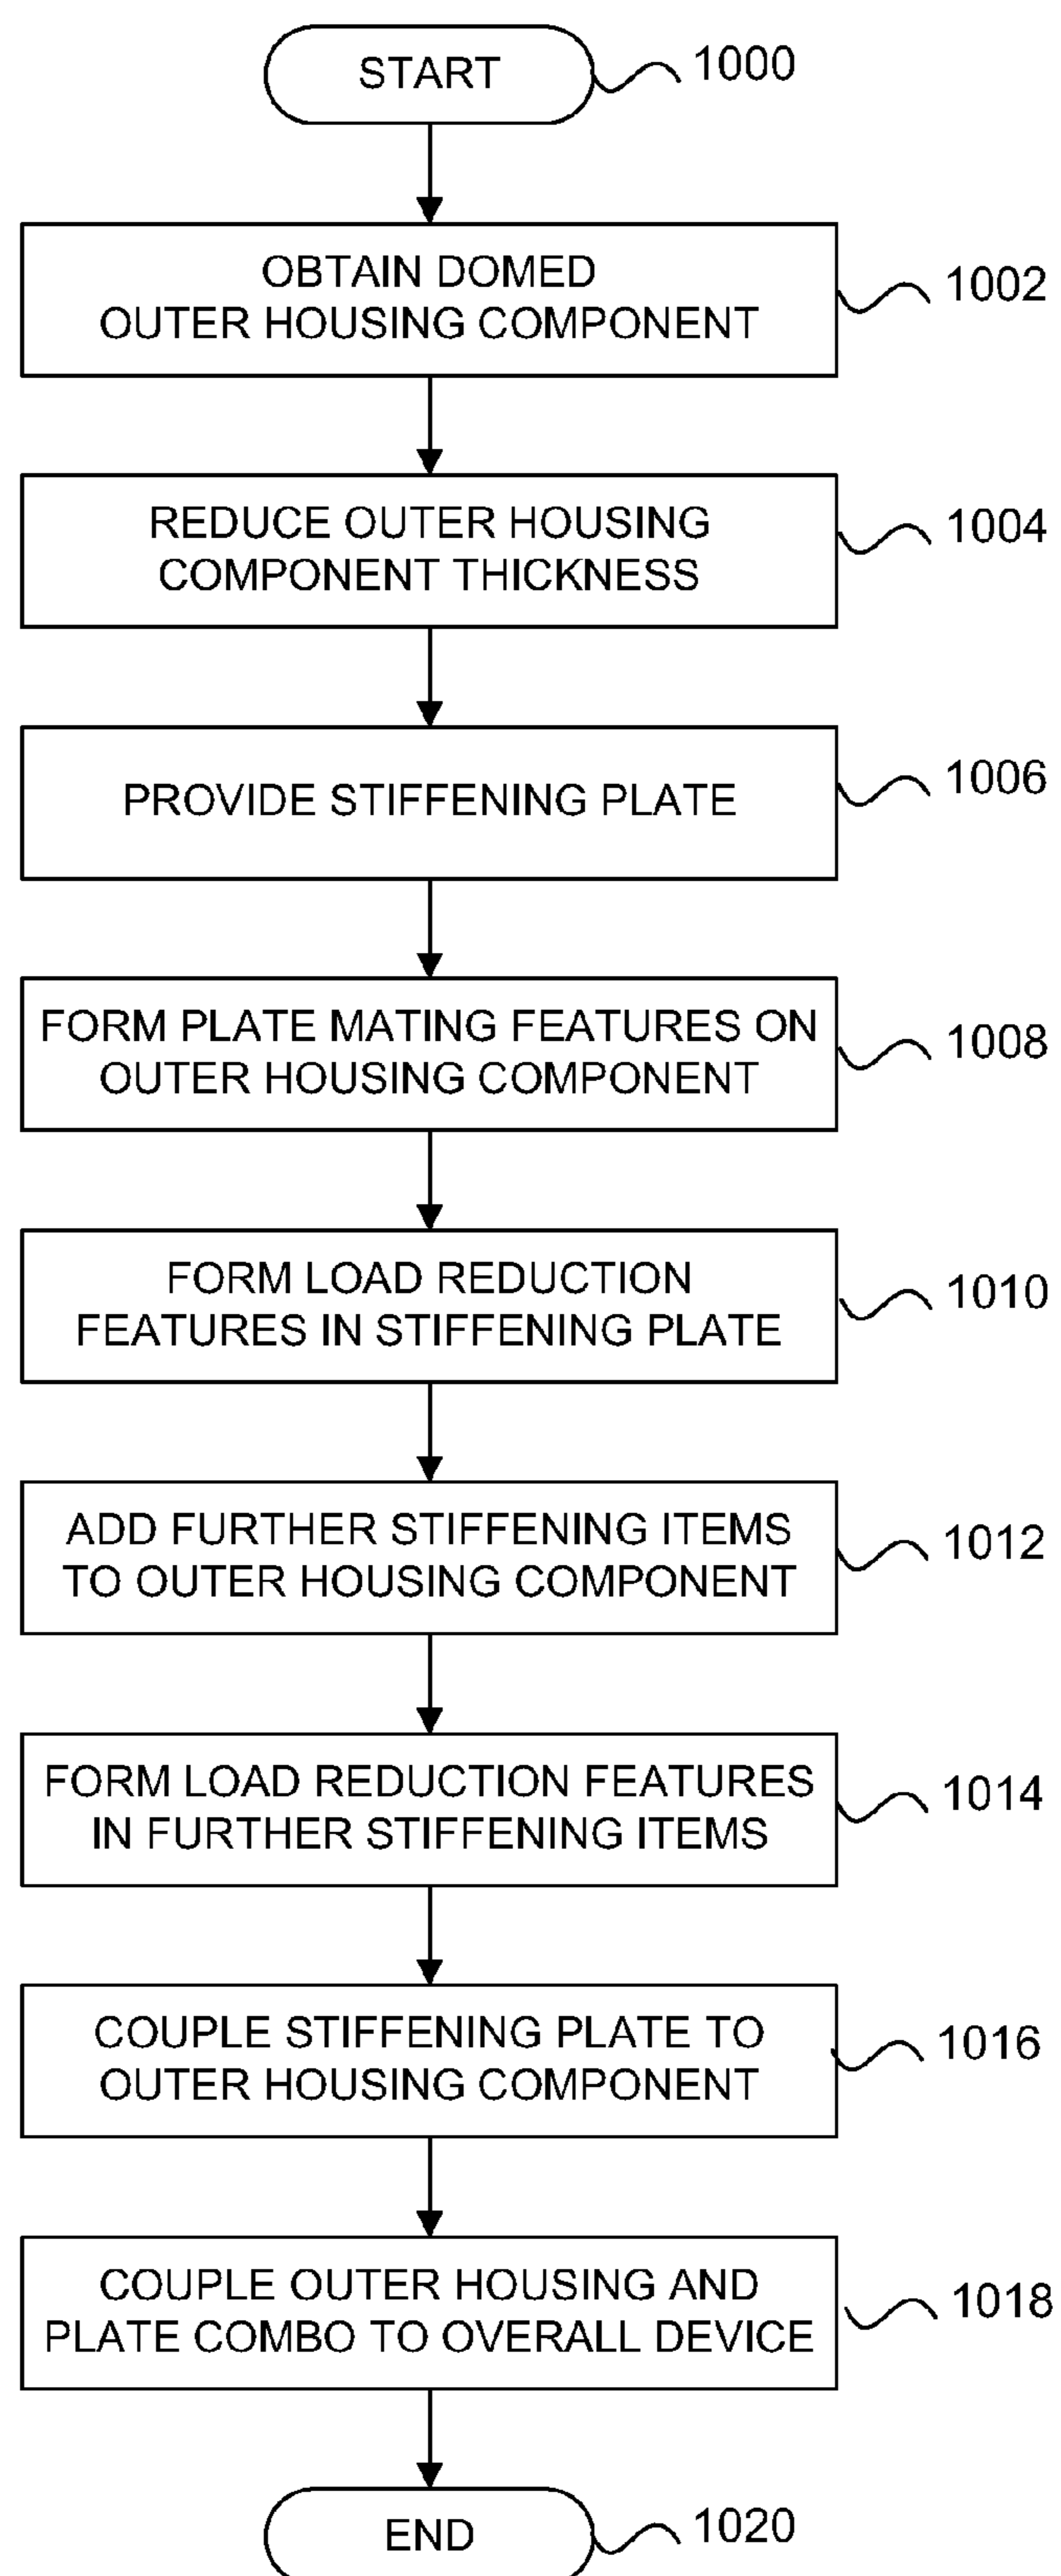 START
1000
OBTAIN DOMED
OUTER HOUSING COMPONENT
1002
REDUCE OUTER HOUSING
COMPONENT THICKNESS
1004
PROVIDE STIFFENING PLATE
1006
FORM PLATE MATING FEATURES ON
OUTER HOUSING COMPONENT
1008
FORM LOAD REDUCTION
FEATURES IN STIFFENING PLATE
1010
ADD FURTHER STIFFENING ITEMS
TO OUTER HOUSING COMPONENT
1012
FORM LOAD REDUCTION FEATURES
IN FURTHER STIFFENING ITEMS
1014
COUPLE STIFFENING PLATE TO
OUTER HOUSING COMPONENT
1016
COUPLE OUTER HOUSING AND
PLATE COMBO TO OVERALL DEVICE
1018
END
1020